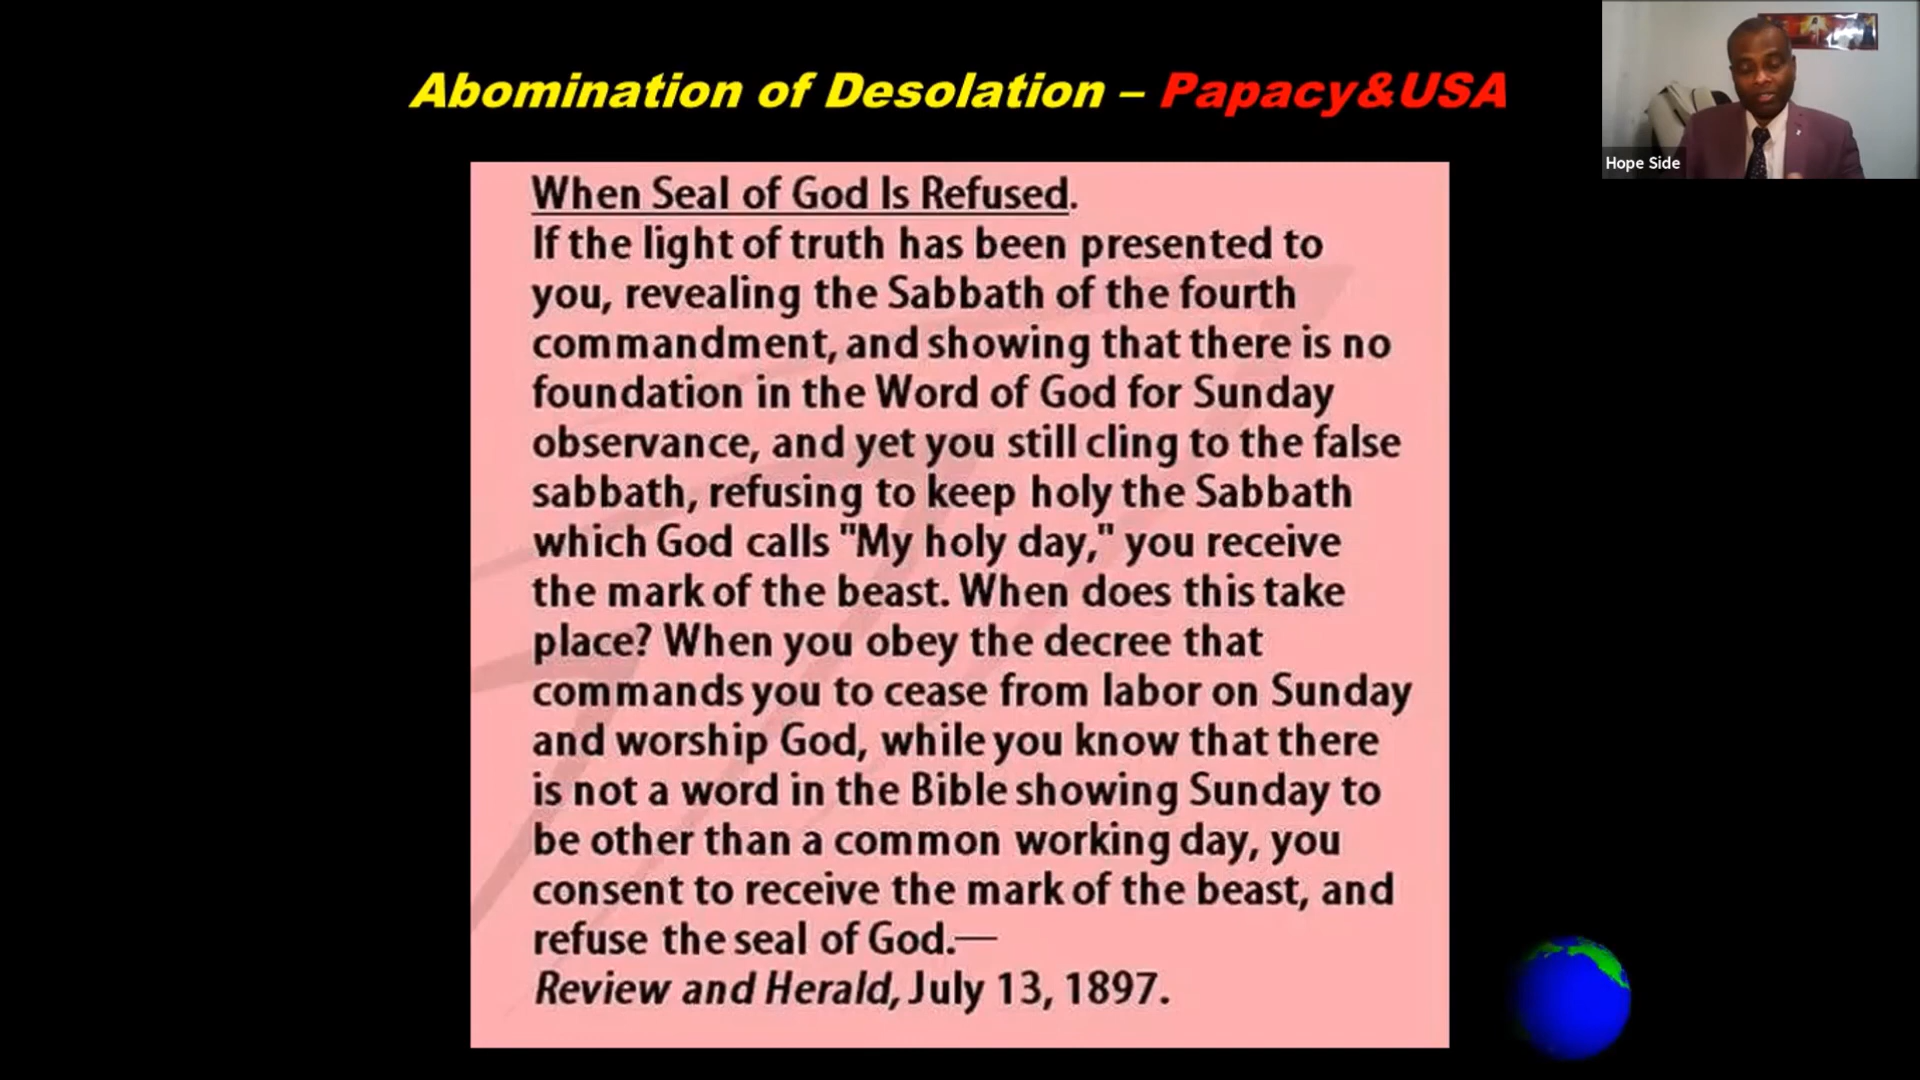 Abomination of Desolation – Papacy&USA
Hope Side
When Seal of God Is Refused.
If the light of truth has been presented to
you, revealing the Sabbath of the fourth
commandment, and showing that there is no
foundation in the Word of God for Sunday
observance, and yet you still cling to the false
sabbath, refusing to keep holy the Sabbath
which God calls "My holy day," you receive
the mark of the beast. When does this take
place? When you obey the decree that
commands you to cease from labor on Sunday
and worship God, while you know that there
is not a word in the Bible showing Sunday to
be other than a common working day, you
consent to receive the mark of the beast, and
refuse the seal of God.—
Review and Herald, July 13, 1897.